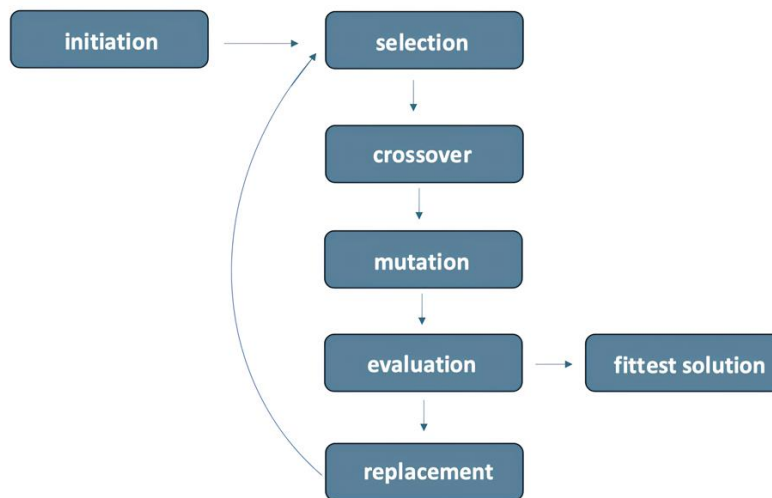 initiation
selection
crossover
mutation
evaluation
fittest solution
replacement